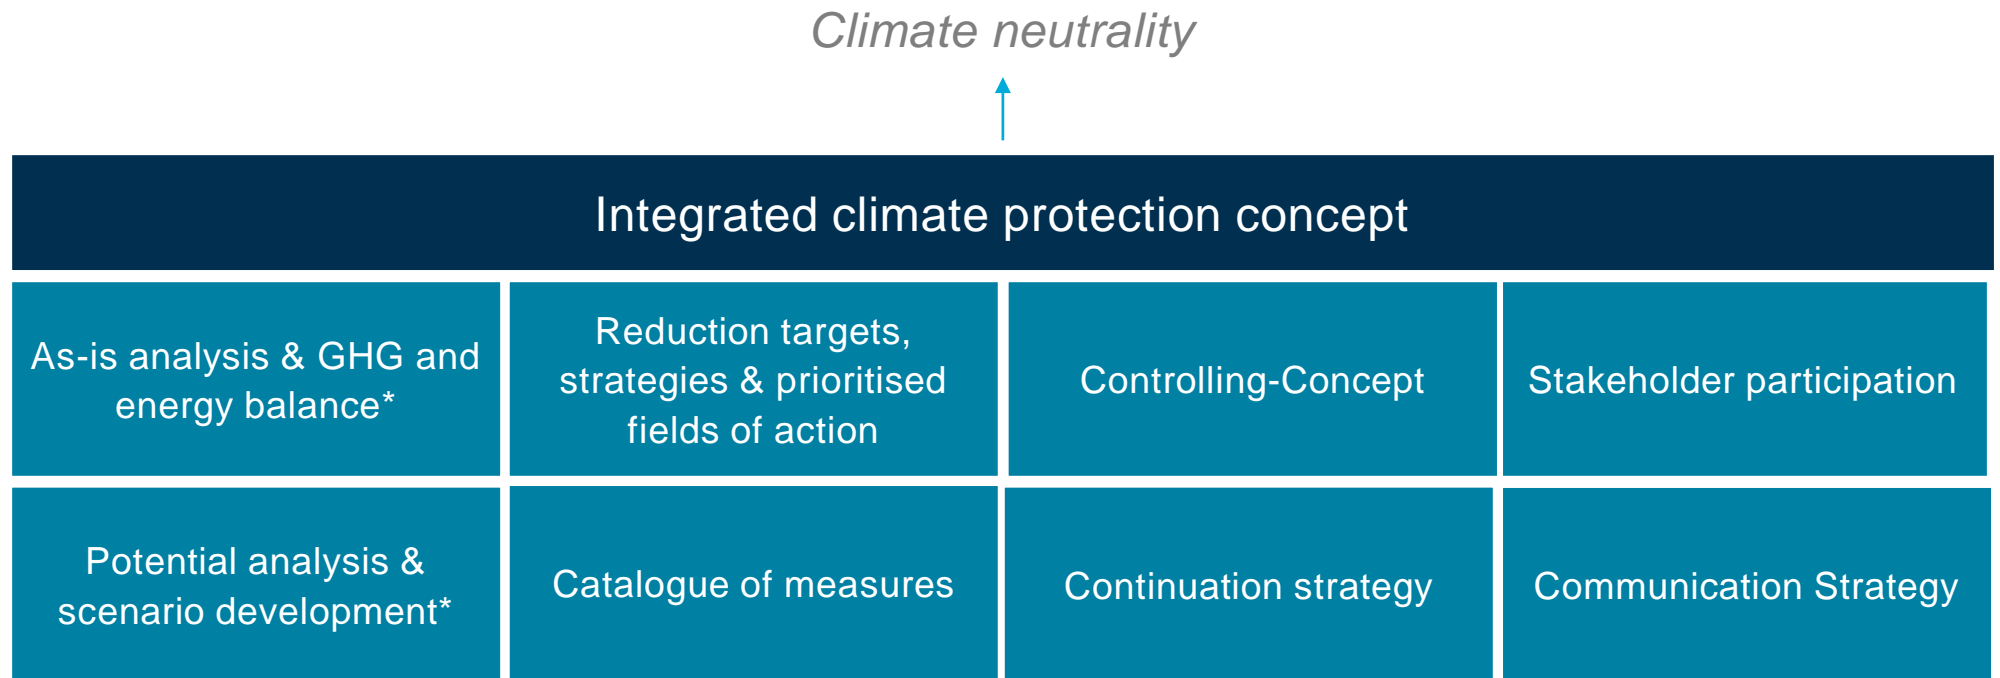 Climate neutrality
Integrated climate protection concept
As-is analysis & GHG and
energy balance*
Reduction targets,
strategies & prioritised
fields of action
Controlling-Concept
Stakeholder participation
Potential analysis &
scenario development*
Catalogue of measures
Continuation strategy
Communication Strategy